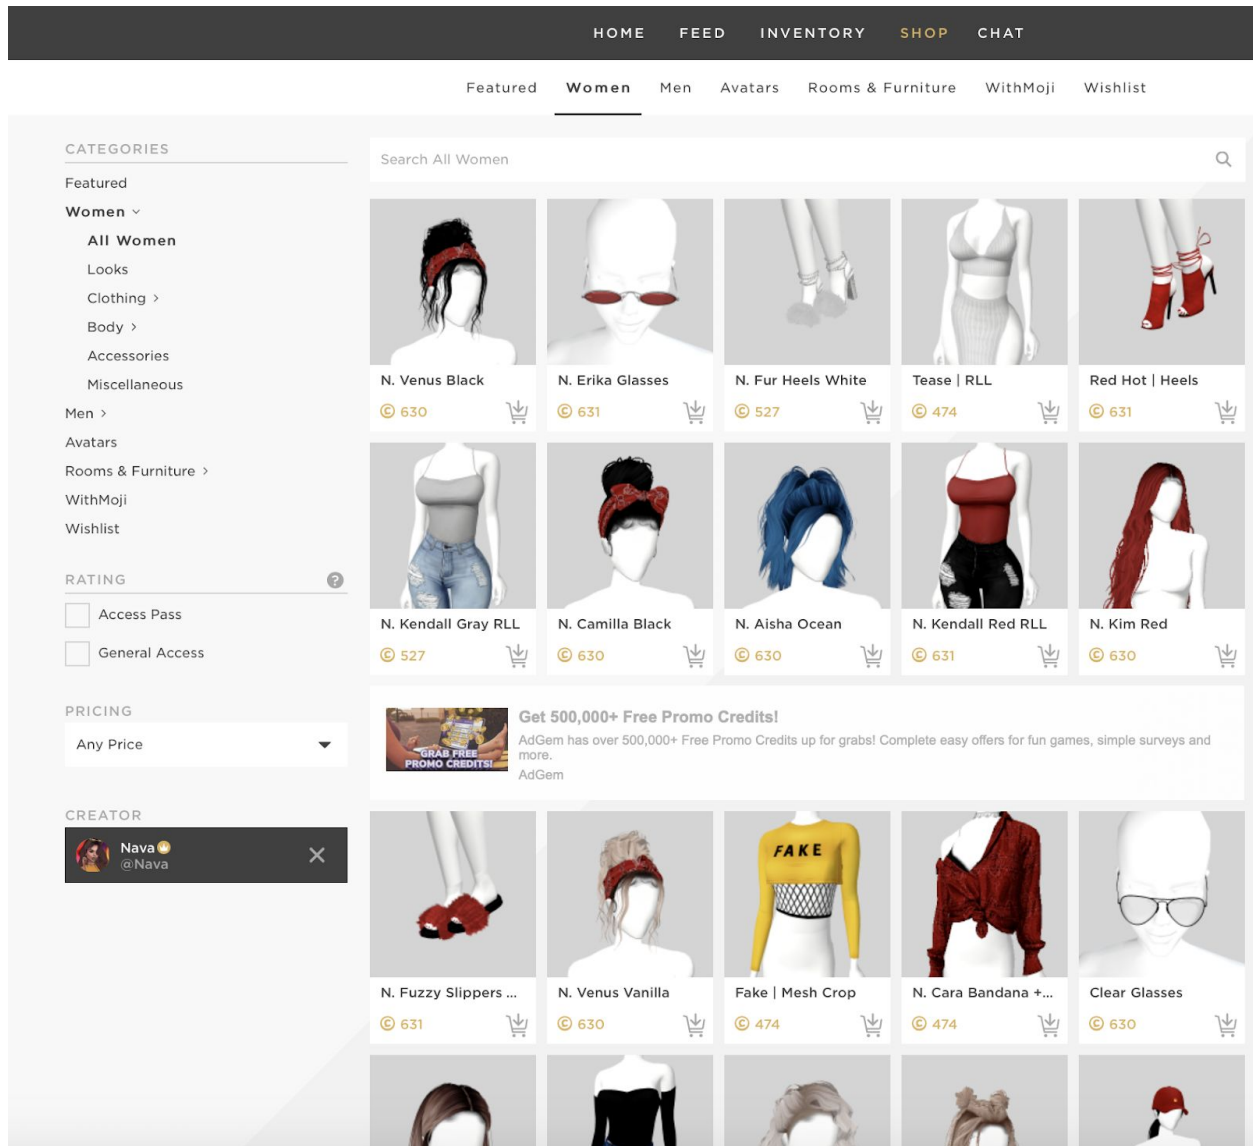 HOME FEED INVENTORY SHOP CHAT
Featured Women Men Avatars Rooms & Furniture WithMoji Wishlist
CATEGORIES
Featured
Women
All Women
Looks
Clothing >
Body >
Accessories
Miscellaneous
Men >
Avatars
Rooms & Furniture >
WithMoji
Wishlist
RATING ?
Access Pass
General Access
PRICING
Any Price
CREATOR
Nava
@Nava
Search All Women
N. Venus Black N. Erika Glasses N. Fur Heels White Tease | RLL Red Hot | Heels
© 630 © 631 © 527 © 474 © 631
N. Kendall Gray RLL N. Camilla Black N. Aisha Ocean N. Kendall Red RLL N. Kim Red
© 527 © 630 © 630 © 631 © 630
GRAB FREE
PROMO CREDITS!
Get 500,000+ Free Promo Credits!
AdGem has over 500,000+ Free Promo Credits up for grabs! Complete easy offers for fun games, simple surveys and
more.
AdGem
FAKE
N. Fuzzy Slippers ... N. Venus Vanilla Fake | Mesh Crop N. Cara Bandana +... Clear Glasses
© 631 © 630 © 474 © 474 © 630